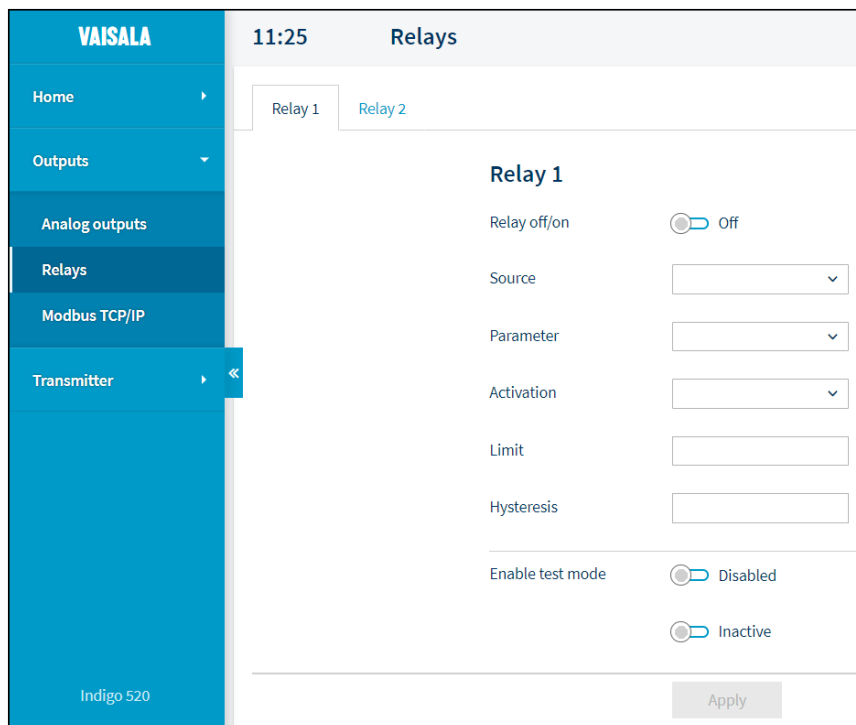 VAISALA
11:25 Relays
Home
Outputs
Analog outputs
Relays
Modbus TCP/IP
Transmitter
Indigo 520
Relay 1 Relay 2
Relay 1
Relay off/on Off
Source
Parameter
Activation
Limit
Hysteresis
Enable test mode Disabled
Inactive
Apply